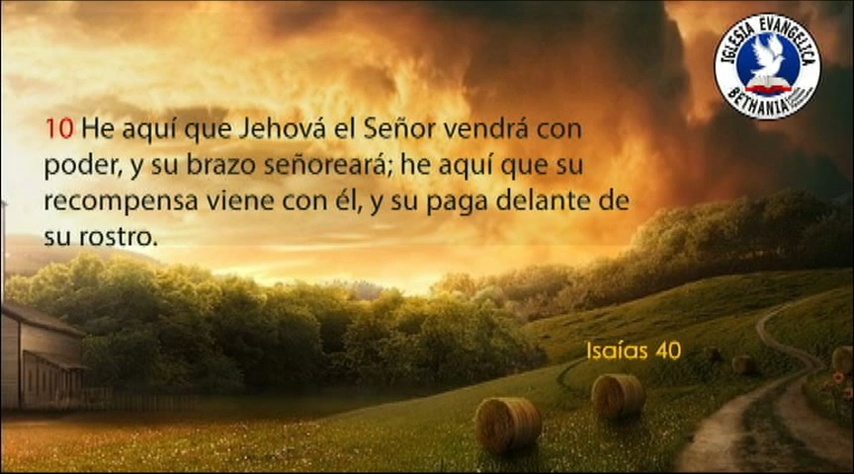 IGLESIA EVANGELICA
BETHANIA
10 He aquí que Jehová el Señor vendrá con
poder, y su brazo señoreará; he aquí que su
recompensa viene con él, y su paga delante de
su rostro.
Isaías 40